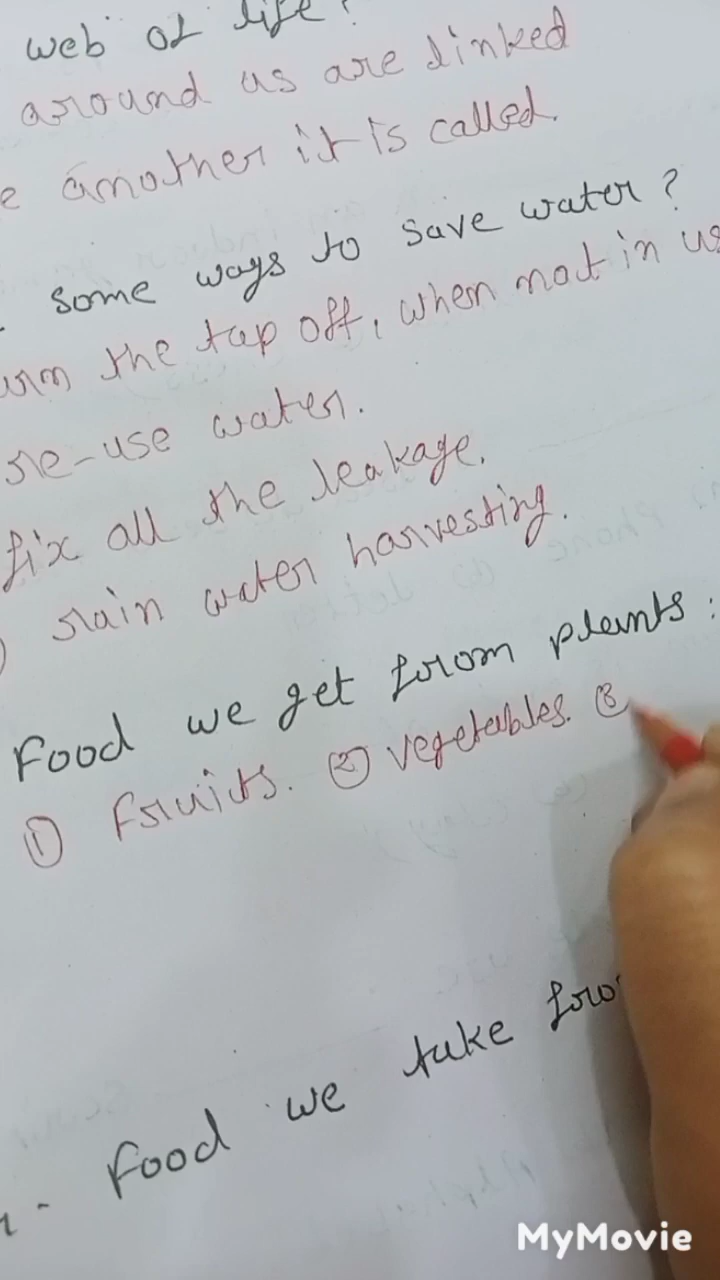 web of life?
around us are linked
e another it is called.
some ways to save water?
the tap off, when not in us
re-use water.
fix all the leakage.
rain water harvesting.
Food we get from plants:
① Fruits. ② vegetables. ③
Food we take fro
MyMovie